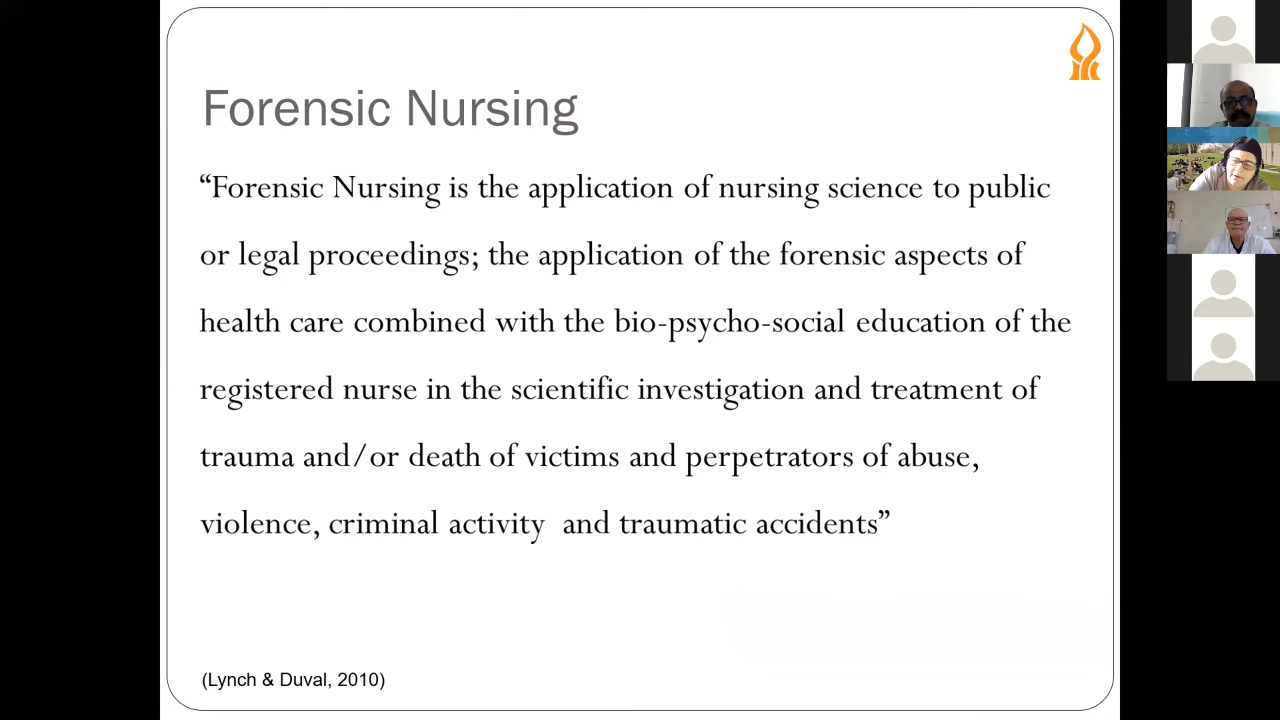 Forensic Nursing
“Forensic Nursing is the application of nursing science to public
or legal proceedings; the application of the forensic aspects of
health care combined with the bio-psycho-social education of the
registered nurse in the scientific investigation and treatment of
trauma and/or death of victims and perpetrators of abuse,
violence, criminal activity  and traumatic accidents”
(Lynch & Duval, 2010)